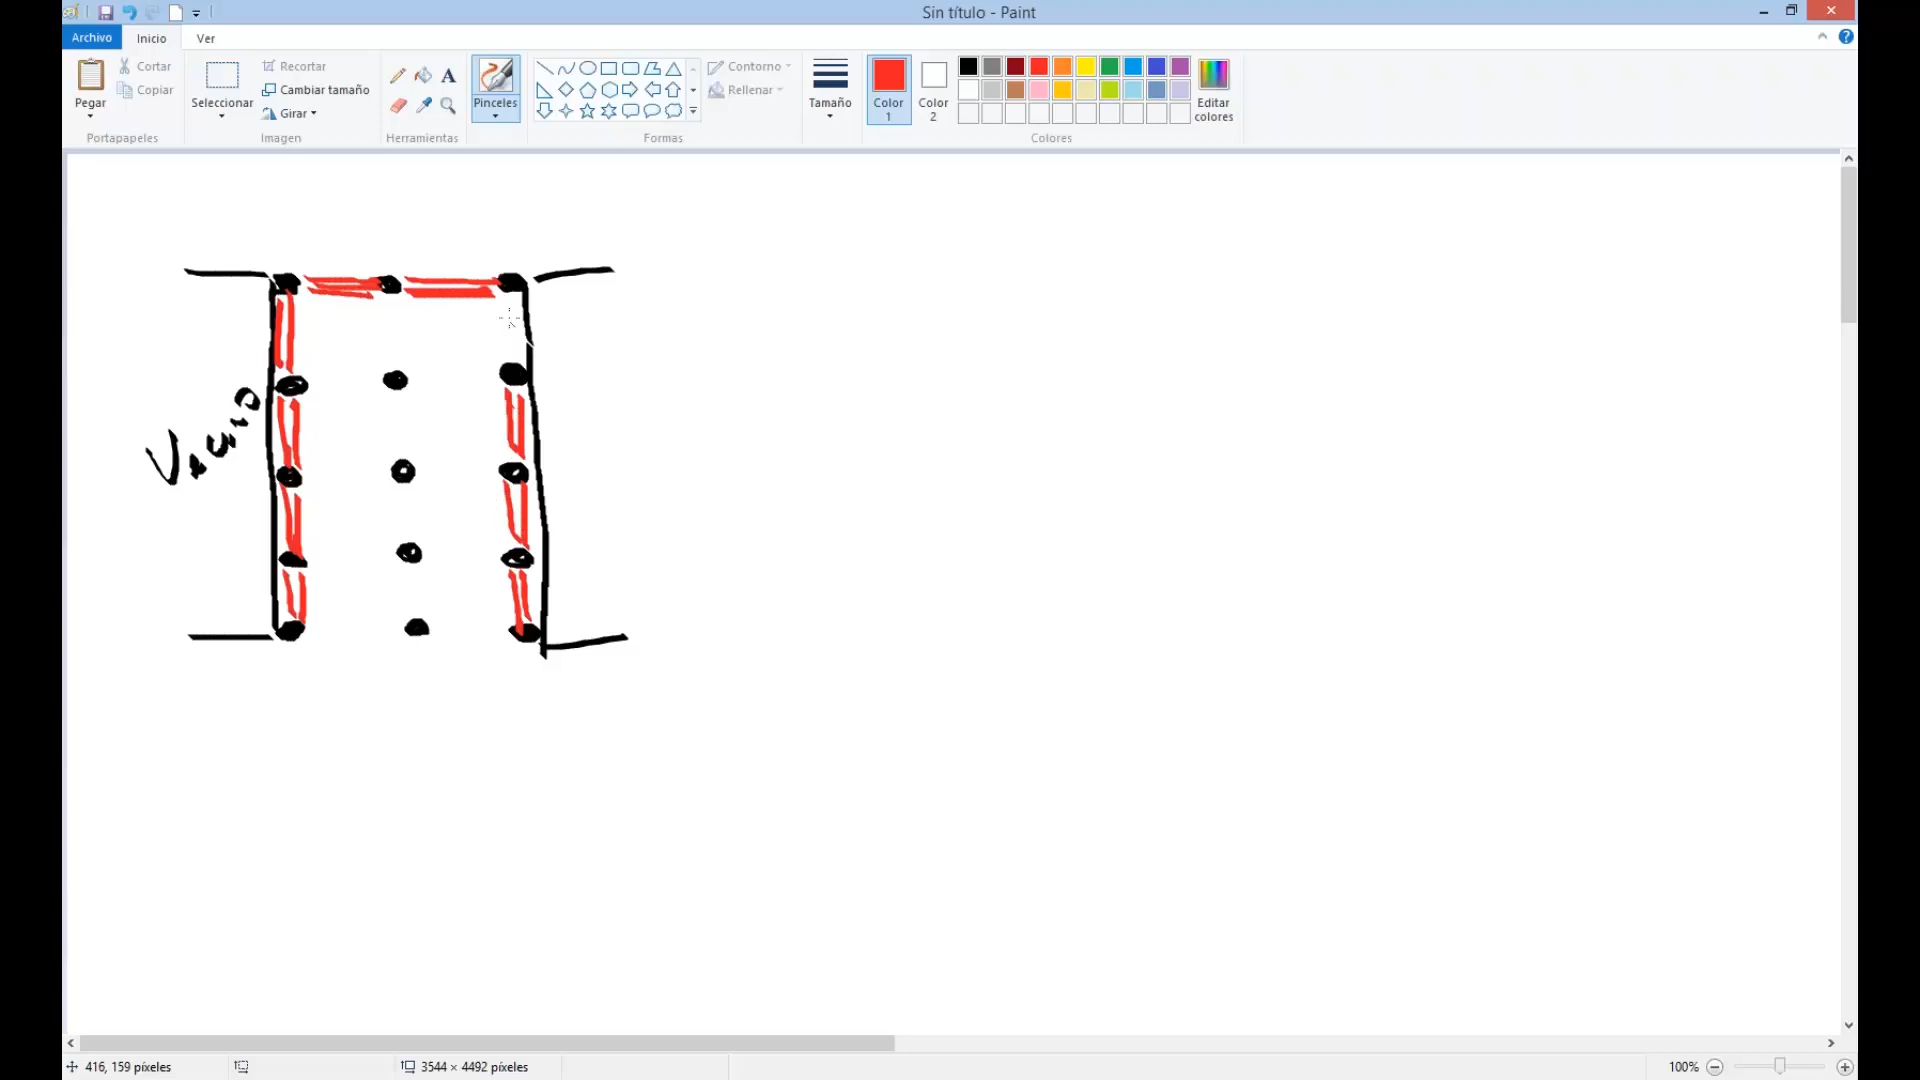 Sin título - Paint
Archivo Inicio Ver
Pegar
Cortar
Copiar
Portapapeles
Seleccionar
Recortar
Cambiar tamaño
Girar
Imagen
A
Herramientas
Pinceles
Contorno
Rellenar
Formas
Tamaño
Color
1
Color
2
Editar
colores
Colores
Vecino
416, 159 píxeles
3544 × 4492 píxeles
100%